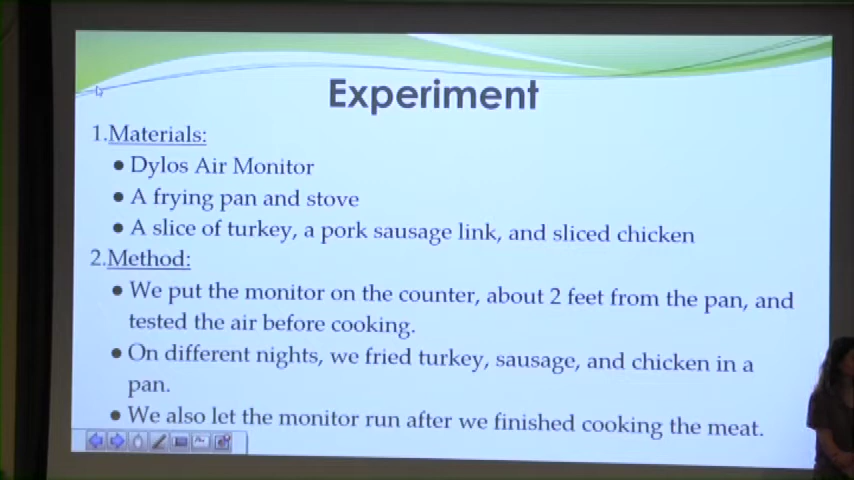 Experiment
1.Materials:
● Dylos Air Monitor
● A frying pan and stove
● A slice of turkey, a pork sausage link, and sliced chicken
2.Method:
● We put the monitor on the counter, about 2 feet from the pan, and
tested the air before cooking.
● On different nights, we fried turkey, sausage, and chicken in a
pan.
● We also let the monitor run after we finished cooking the meat.